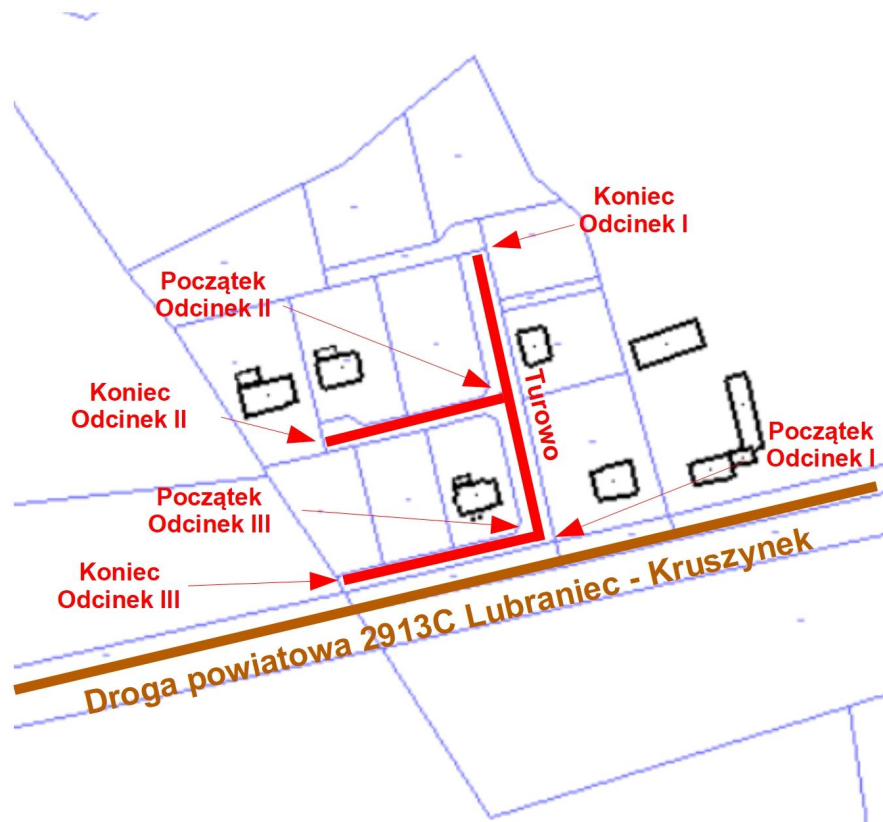 Koniec
Odcinek I
Początek
Odcinek II
Turowo
Koniec
Odcinek II
Początek
Odcinek I
Początek
Odcinek III
Koniec
Odcinek III
Droga powiatowa 2913C Lubraniec - Kruszynek